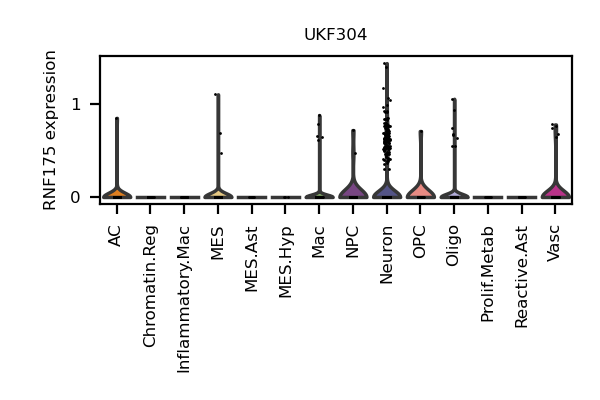 UKF304
RNF175 expression
1
0
AC
Chromatin.Reg
Inflammatory.Mac
MES
MES.Ast
MES.Hyp
Mac
NPC
Neuron
OPC
Oligo
Prolif.Metab
Reactive.Ast
Vasc